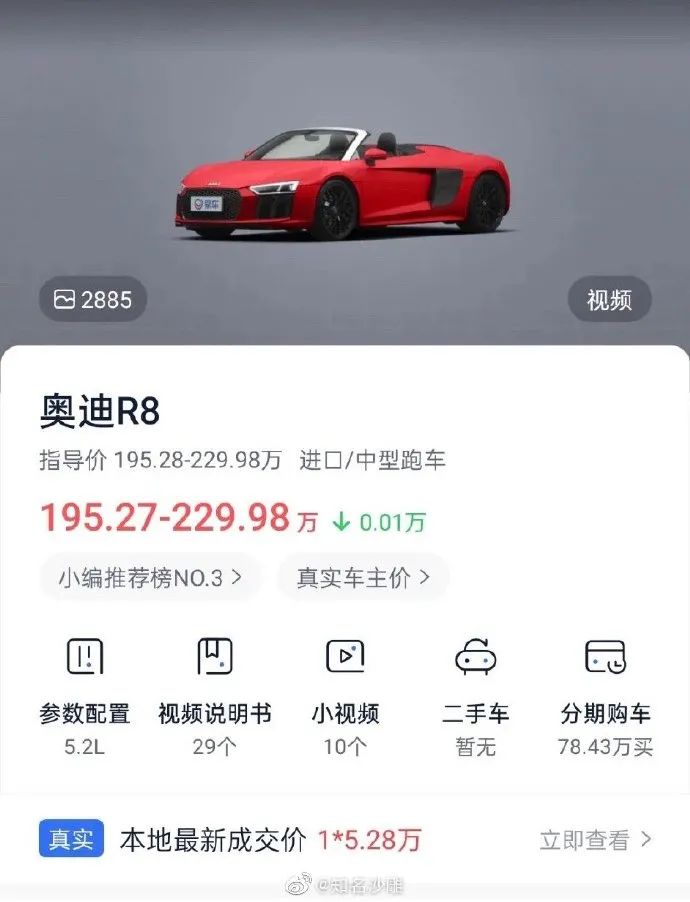 2885
视频
奥迪R8
指导价 195.28-229.98万 进口/中型跑车
195.27-229.98 万 ↓ 0.01万
小编推荐榜NO.3 > 真实车主价 >
参数配置 视频说明书 小视频 二手车 分期购车
5.2L 29个 10个 暂无 78.43万买
真实 本地最新成交价 1*5.28万 立即查看 >
@知名沙雕